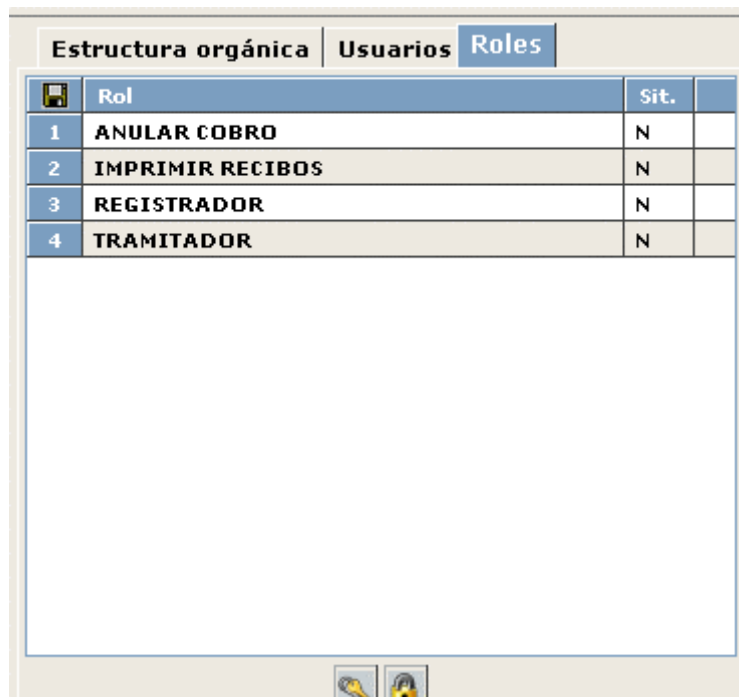 Estructura orgánica Usuarios Roles
Rol Sit.
1 ANULAR COBRO N
2 IMPRIMIR RECIBOS N
3 REGISTRADOR N
4 TRAMITADOR N